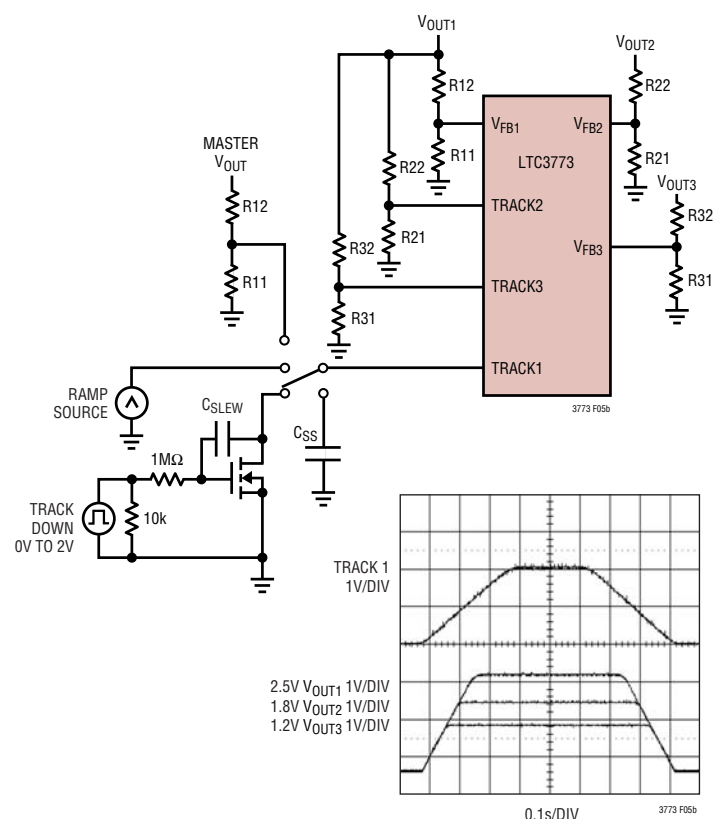 VOUT1
VOUT2
R12
R22
VFB1
VFB2
MASTER
VOUT
R11
LTC3773
R21
R22
VOUT3
R12
TRACK2
R32
R21
R32
VFB3
R11
TRACK3
R31
R31
TRACK1
RAMP
SOURCE
3773 F05b
CSLEW
CSS
1MΩ
TRACK
DOWN
0V TO 2V
10k
TRACK 1
1V/DIV
2.5V VOUT1 1V/DIV
1.8V VOUT2 1V/DIV
1.2V VOUT3 1V/DIV
0.1s/DIV
3773 F05b